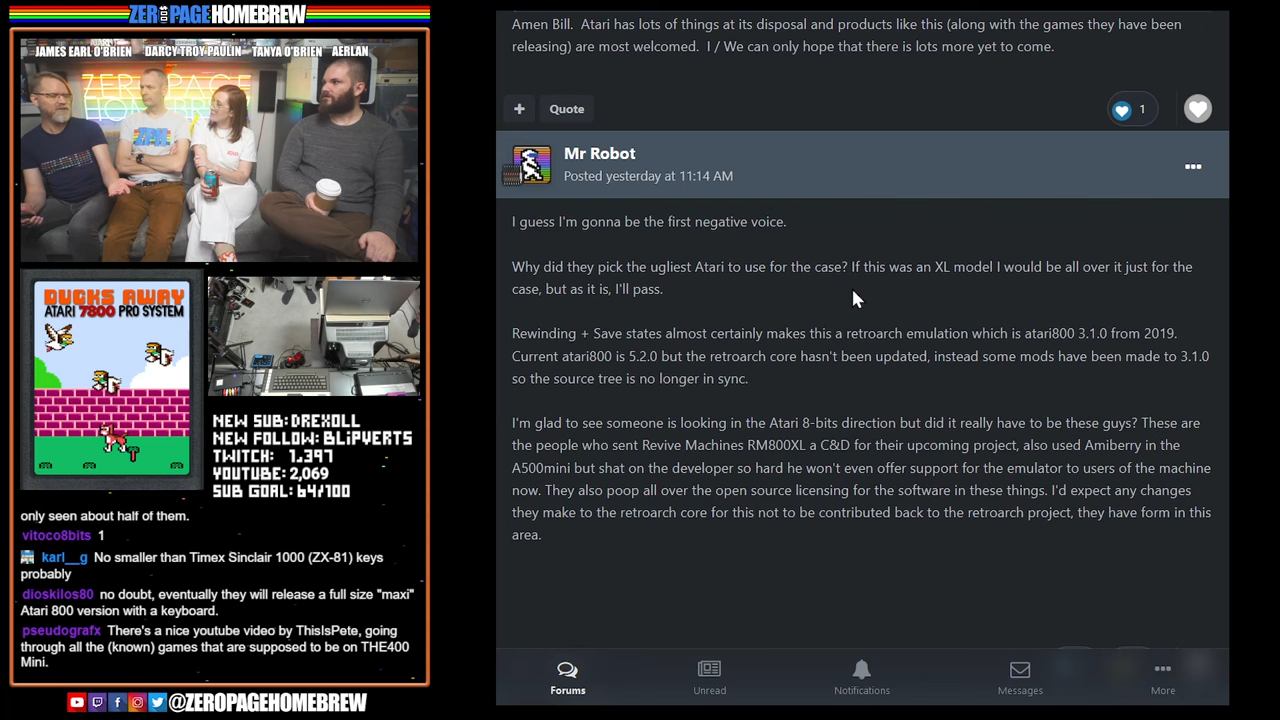 ZERO PAGE HOMEBREW
JAMES EARL O'BRIEN
DARCY TROY PAULIN
TANYA O'BRIEN
AERLAN
ZERO PAGE
HOMEBREW
ZPH
DUCKS AWAY
ATARI 7800 PRO SYSTEM
NEW SUB: DREXOLL
NEW FOLLOW: BLIPVERTS
TWITCH: 1,397
YOUTUBE: 2,069
SUB GOAL: 64/100
only seen about half of them.
vitoco8bits 1
karl__g No smaller than Timex Sinclair 1000 (ZX-81) keys
probably
dioskilos80 no doubt, eventually they will release a full size "maxi"
Atari 800 version with a keyboard.
pseudografx There's a nice youtube video by ThisIsPete, going
through all the (known) games that are supposed to be on THE400
Mini.
@ZEROPAGEHOMEBREW
Amen Bill. Atari has lots of things at its disposal and products like this (along with the games they have been
releasing) are most welcomed. I / We can only hope that there is lots more yet to come.
+ Quote
1
Mr Robot
Posted yesterday at 11:14 AM
I guess I'm gonna be the first negative voice.
Why did they pick the ugliest Atari to use for the case? If this was an XL model I would be all over it just for the
case, but as it is, I'll pass.
Rewinding + Save states almost certainly makes this a retroarch emulation which is atari800 3.1.0 from 2019.
Current atari800 is 5.2.0 but the retroarch core hasn't been updated, instead some mods have been made to 3.1.0
so the source tree is no longer in sync.
I'm glad to see someone is looking in the Atari 8-bits direction but did it really have to be these guys? These are
the people who sent Revive Machines RM800XL a C&D for their upcoming project, also used Amiberry in the
A500mini but shat on the developer so hard he won't even offer support for the emulator to users of the machine
now. They also poop all over the open source licensing for the software in these things. I'd expect any changes
they make to the retroarch core for this not to be contributed back to the retroarch project, they have form in this
area.
Forums
Unread
Notifications
Messages
More